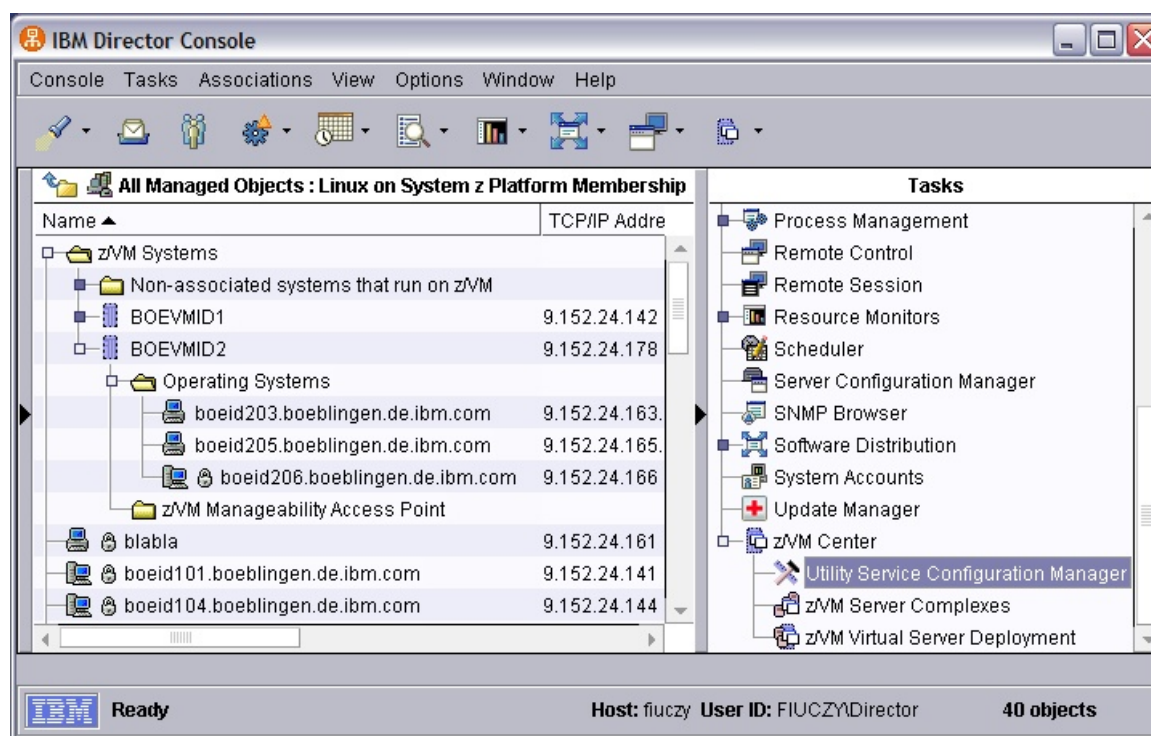 IBM Director Console
Console Tasks Associations View Options Window Help
All Managed Objects : Linux on System z Platform Membership
Name
TCP/IP Addre
z/VM Systems
Non-associated systems that run on z/VM
BOEVMID1 9.152.24.142
BOEVMID2 9.152.24.178
Operating Systems
boeid203.boeblingen.de.ibm.com 9.152.24.163.
boeid205.boeblingen.de.ibm.com 9.152.24.165.
boeid206.boeblingen.de.ibm.com 9.152.24.166
z/VM Manageability Access Point
blabla 9.152.24.161
boeid101.boeblingen.de.ibm.com 9.152.24.141
boeid104.boeblingen.de.ibm.com 9.152.24.144
Tasks
Process Management
Remote Control
Remote Session
Resource Monitors
Scheduler
Server Configuration Manager
SNMP Browser
Software Distribution
System Accounts
Update Manager
z/VM Center
Utility Service Configuration Manager
z/VM Server Complexes
z/VM Virtual Server Deployment
IBM Ready Host: fiuczy User ID: FIUCZY\Director 40 objects